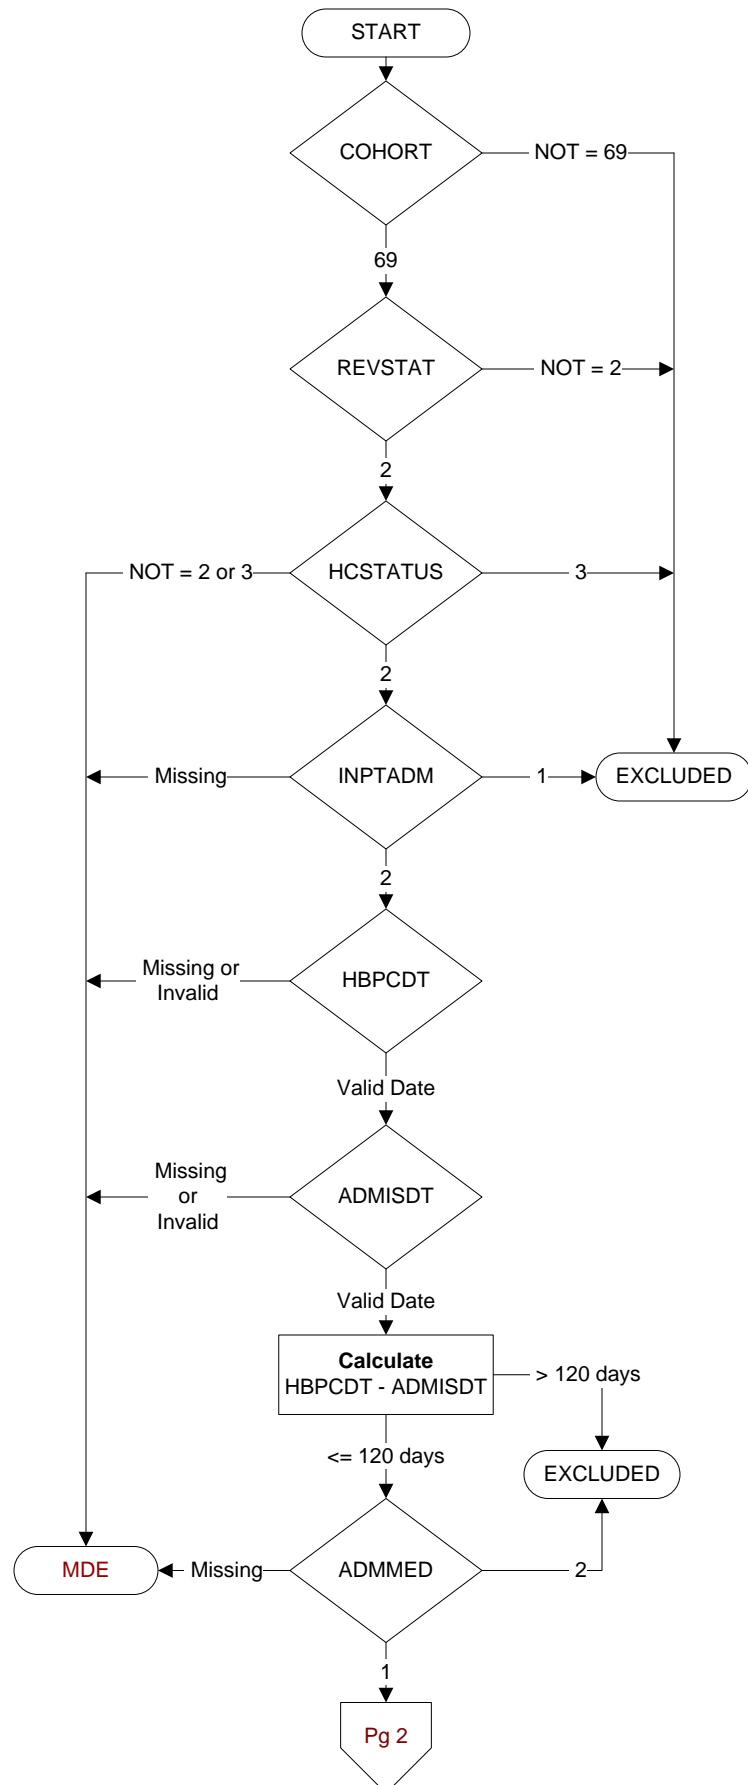 START
COHORT
NOT = 69
69
REVSTAT
NOT = 2
2
NOT = 2 or 3
HCSTATUS
3
2
Missing
INPTADM
1
EXCLUDED
2
Missing or
Invalid
HBPCDT
Valid Date
Missing
or
Invalid
ADMISDT
Valid Date
Calculate
HBPCDT - ADMISDT
> 120 days
<= 120 days
EXCLUDED
MDE
Missing
ADMMED
2
1
Pg 2